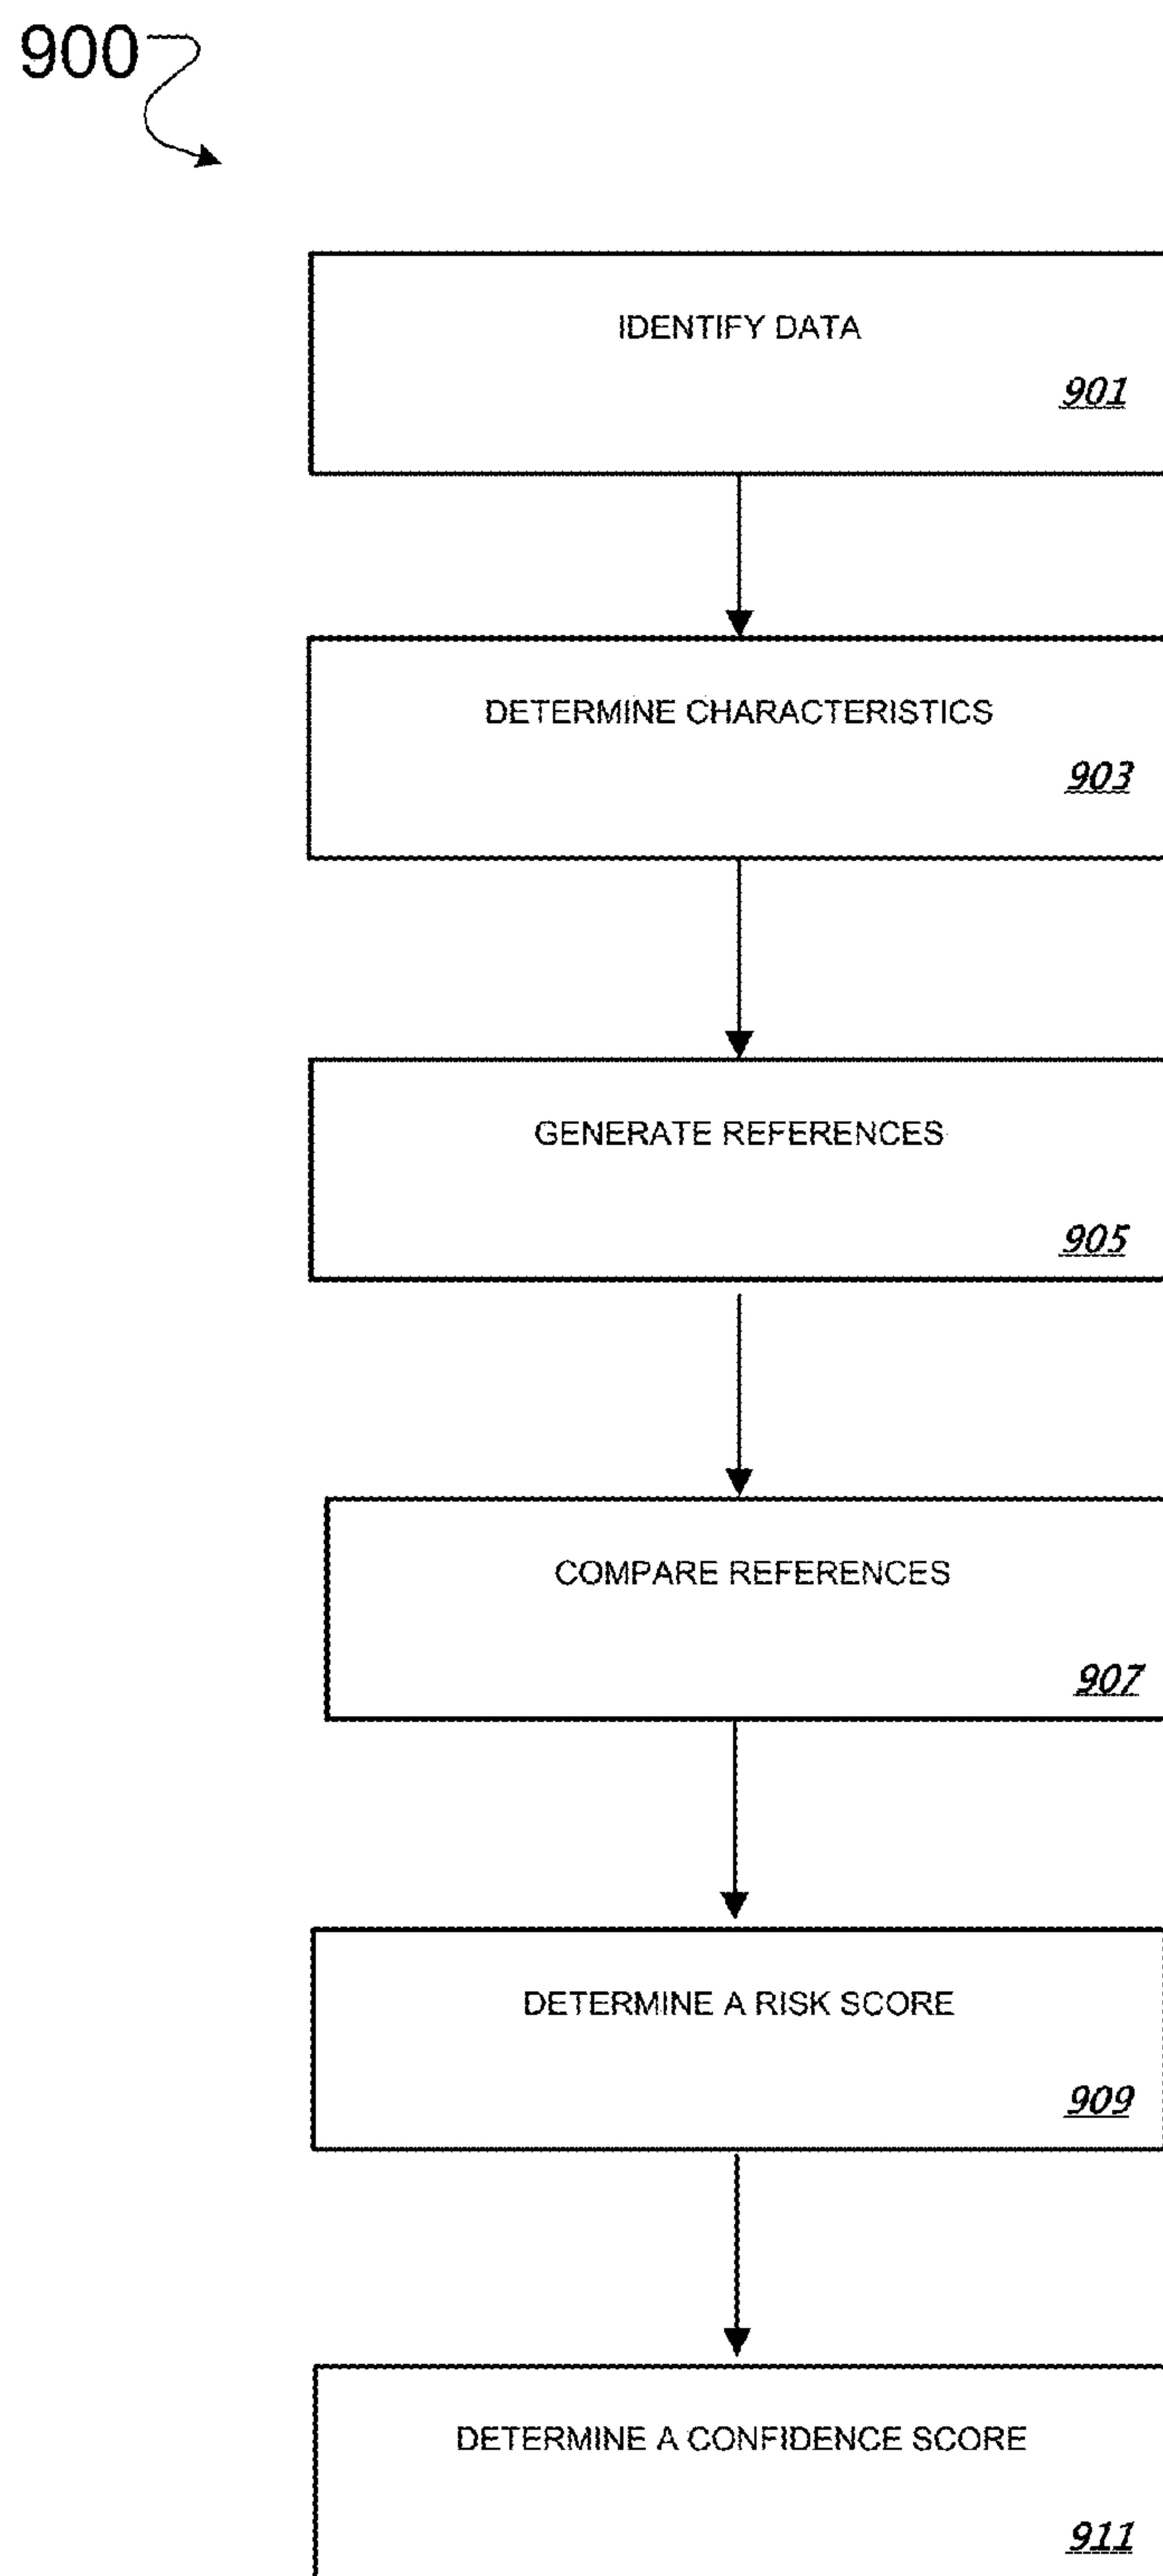 900
IDENTIFY DATA
901
DETERMINE CHARACTERISTICS
903
GENERATE REFERENCES
905
COMPARE REFERENCES
907
DETERMINE A RISK SCORE
909
DETERMINE A CONFIDENCE SCORE
911